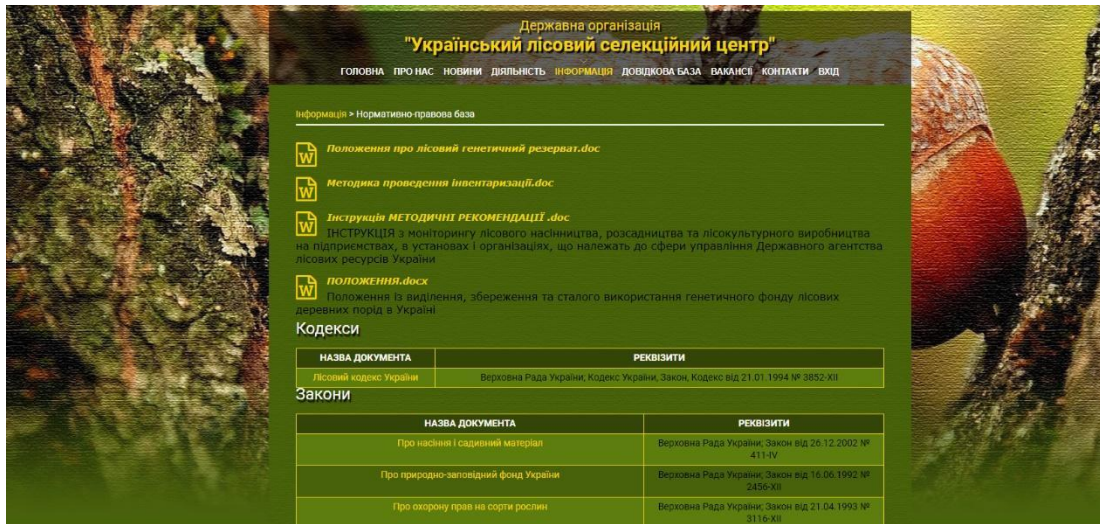 Державна організація
"Український лісовий селекційний центр"
ГОЛОВНА ПРО НАС НОВИНИ ДІЯЛЬНІСТЬ ІНФОРМАЦІЯ ДОВІДКОВА БАЗА ВАКАНСІЇ КОНТАКТИ ВХІД
Інформація > Нормативно-правова база
Положення про лісовий генетичний резерват.doc
Методика проведення інвентаризації.doc
Інструкція МЕТОДИЧНІ РЕКОМЕНДАЦІЇ .doc
ІНСТРУКЦІЯ з моніторингу лісового насінництва, розсадництва та лісокультурного виробництва
на підприємствах, в установах і організаціях, що належать до сфери управління Державного агентства
лісових ресурсів України
ПОЛОЖЕННЯ.docx
Положення із виділення, збереження та сталого використання генетичного фонду лісових
деревних порід в Україні
Кодекси
НАЗВА ДОКУМЕНТА РЕКВІЗИТИ
Лісовий кодекс України Верховна Рада України; Кодекс України, Закон, Кодекс від 21.01.1994 № 3852-XII
Закони
НАЗВА ДОКУМЕНТА РЕКВІЗИТИ
Про насіння і садивний матеріал Верховна Рада України; Закон від 26.12.2002 №
411-IV
Про природно-заповідний фонд України Верховна Рада України; Закон від 16.06.1992 №
2456-XII
Про охорону прав на сорти рослин Верховна Рада України; Закон від 21.04.1993 №
3116-XII